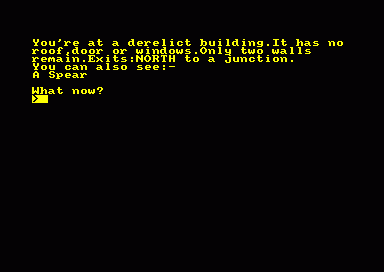 You're at a derelict building.It has no
roof,door or windows.Only two walls
remain.Exits:NORTH to a junction.
You can also see:-
A Spear
What now?
>